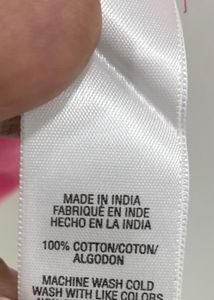 MADE IN INDIA
FABRIQUÉ EN INDE
HECHO EN LA INDIA
100% COTTON/COTON/
ALGODON
MACHINE WASH COLD
WASH WITH LIKE COLORS